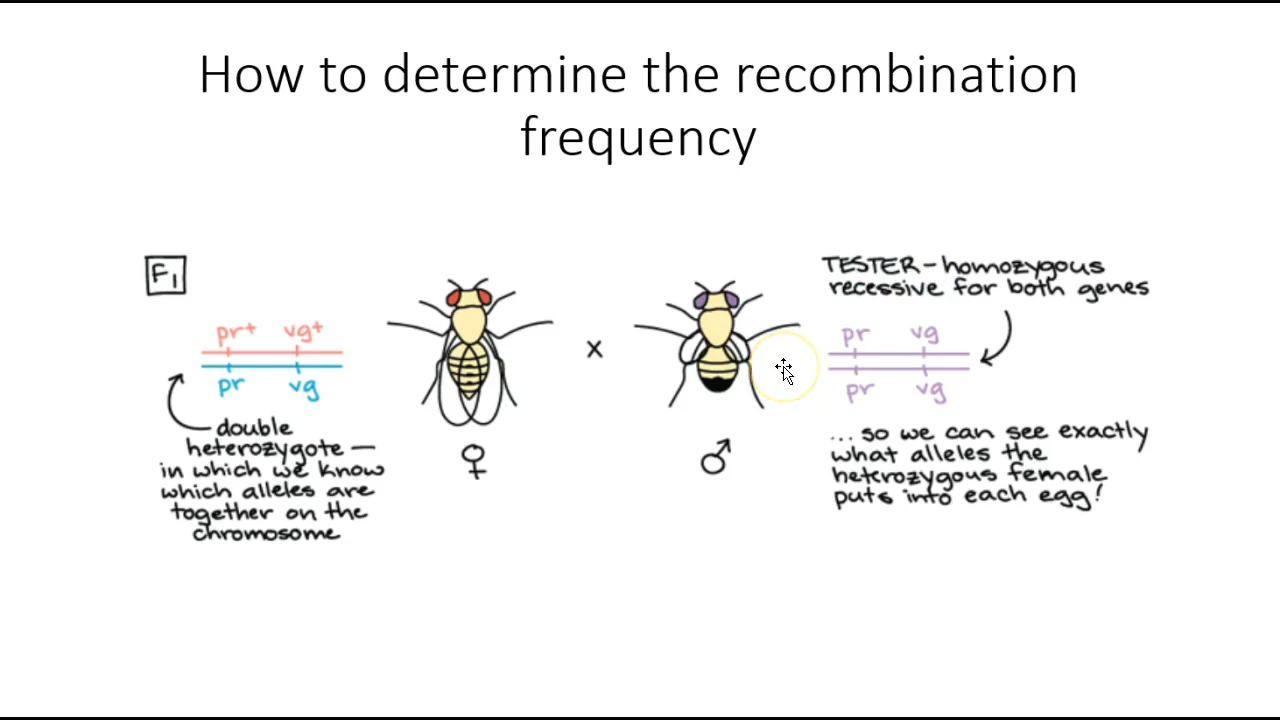 How to determine the recombination
frequency
F1
pr+ vg+
pr vg
double
heterozygote —
in which we know
which alleles are
together on the
chromosome
♀
x
♂
TESTER - homozygous
recessive for both genes
pr vg
pr vg
... so we can see exactly
what alleles the
heterozygous female
puts into each egg!